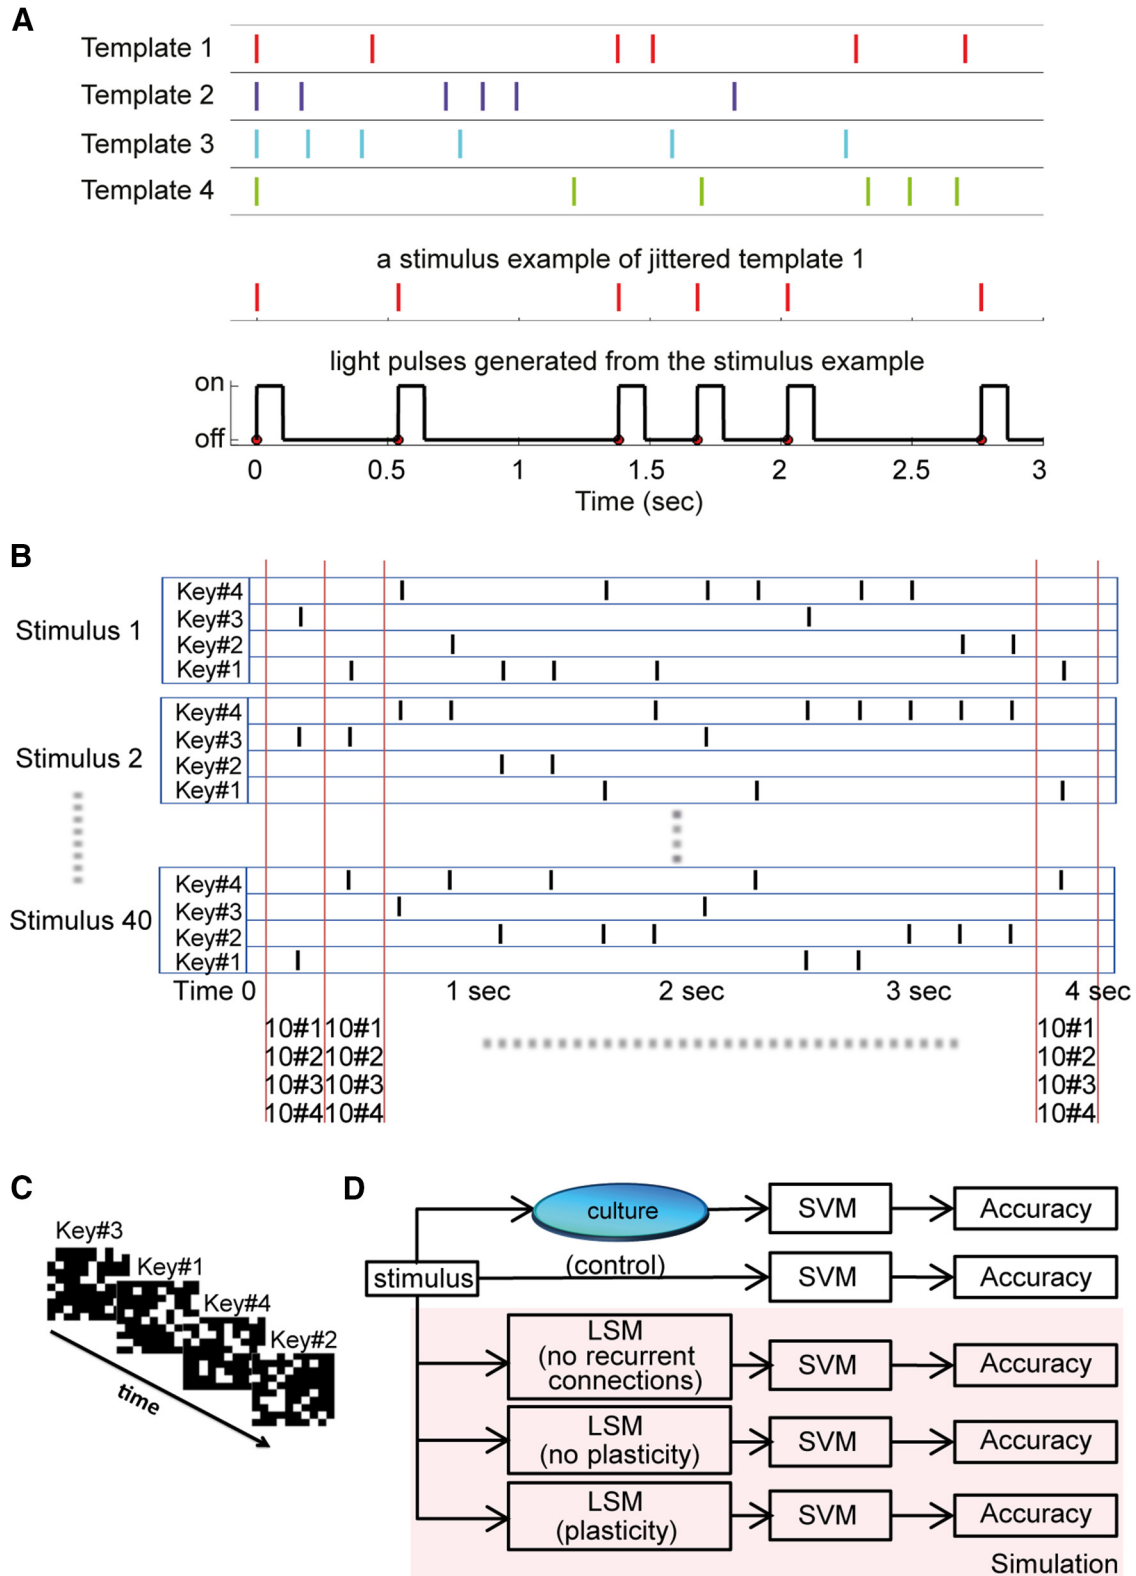 A
Template 1
Template 2
Template 3
Template 4
a stimulus example of jittered template 1
light pulses generated from the stimulus example
on
off
0 0.5 1 1.5 2 2.5 3
Time (sec)
B
Stimulus 1
Key#4
Key#3
Key#2
Key#1
Stimulus 2
Key#4
Key#3
Key#2
Key#1
Stimulus 40
Key#4
Key#3
Key#2
Key#1
Time 0 1 sec 2 sec 3 sec 4 sec
10#1 10#1 10#1
10#2 10#2 10#2
10#3 10#3 10#3
10#4 10#4 10#4
C
Key#3
Key#1
Key#4
Key#2
time
D
stimulus
culture SVM Accuracy
(control) SVM Accuracy
LSM
(no recurrent
connections)
SVM Accuracy
LSM
(no plasticity)
SVM Accuracy
LSM
(plasticity)
SVM Accuracy
Simulation